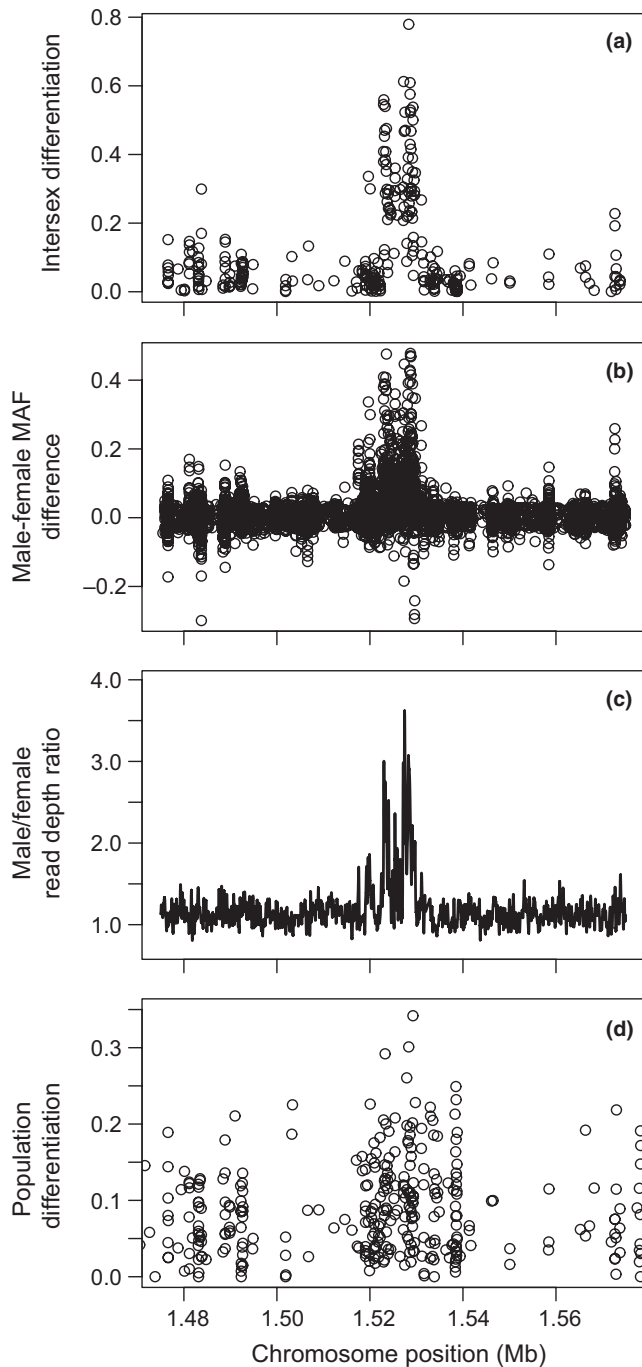 (a)
Intersex differentiation
0.8
0.6
0.4
0.2
0.0
(b)
Male-female MAF
difference
0.4
0.2
0.0
–0.2
(c)
Male/female
read depth ratio
4.0
3.0
2.0
1.0
(d)
Population
differentiation
0.3
0.2
0.1
0.0
1.48
1.50
1.52
1.54
1.56
Chromosome position (Mb)